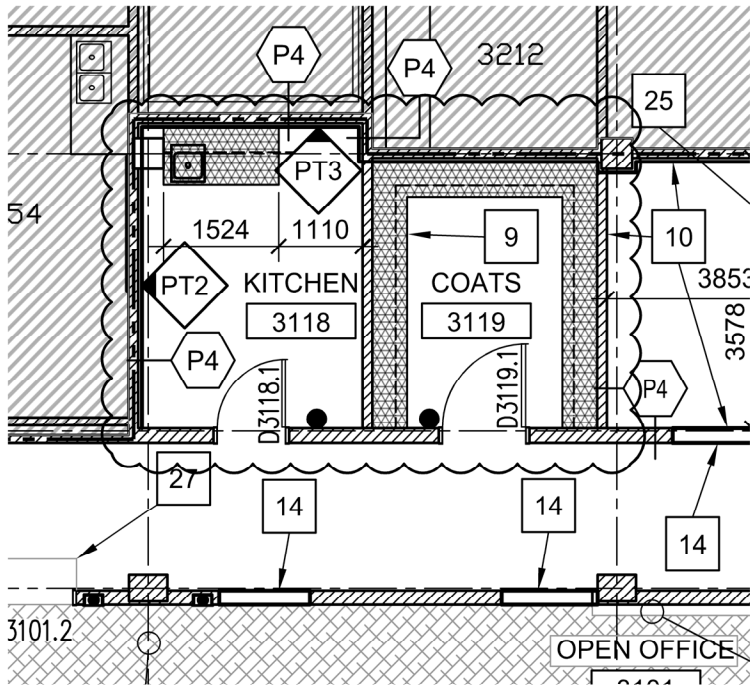 P4
P4
3212
25
PT3
54
1524
1110
9
10
PT2
KITCHEN
COATS
3853
3118
3119
3578
P4
D3118.1
D3119.1
P4
27
14
14
14
3101.2
OPEN OFFICE